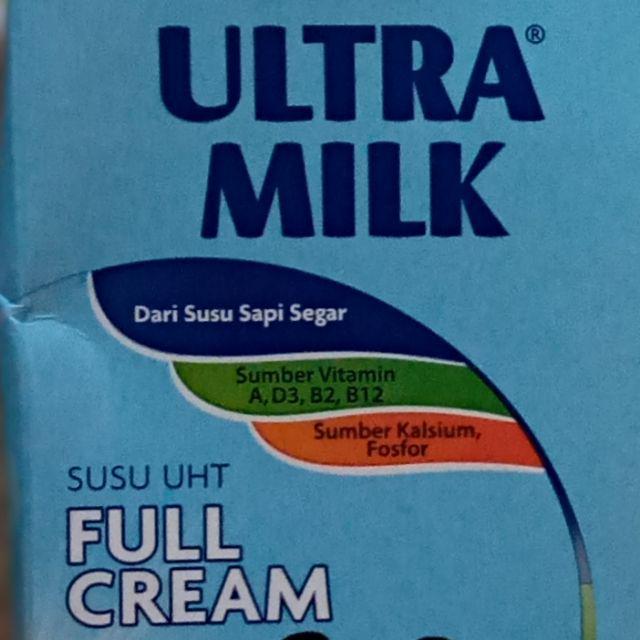 ULTRA®
MILK
Dari Susu Sapi Segar
Sumber Vitamin
A, D3, B2, B12
Sumber Kalsium,
Fosfor
SUSU UHT
FULL
CREAM